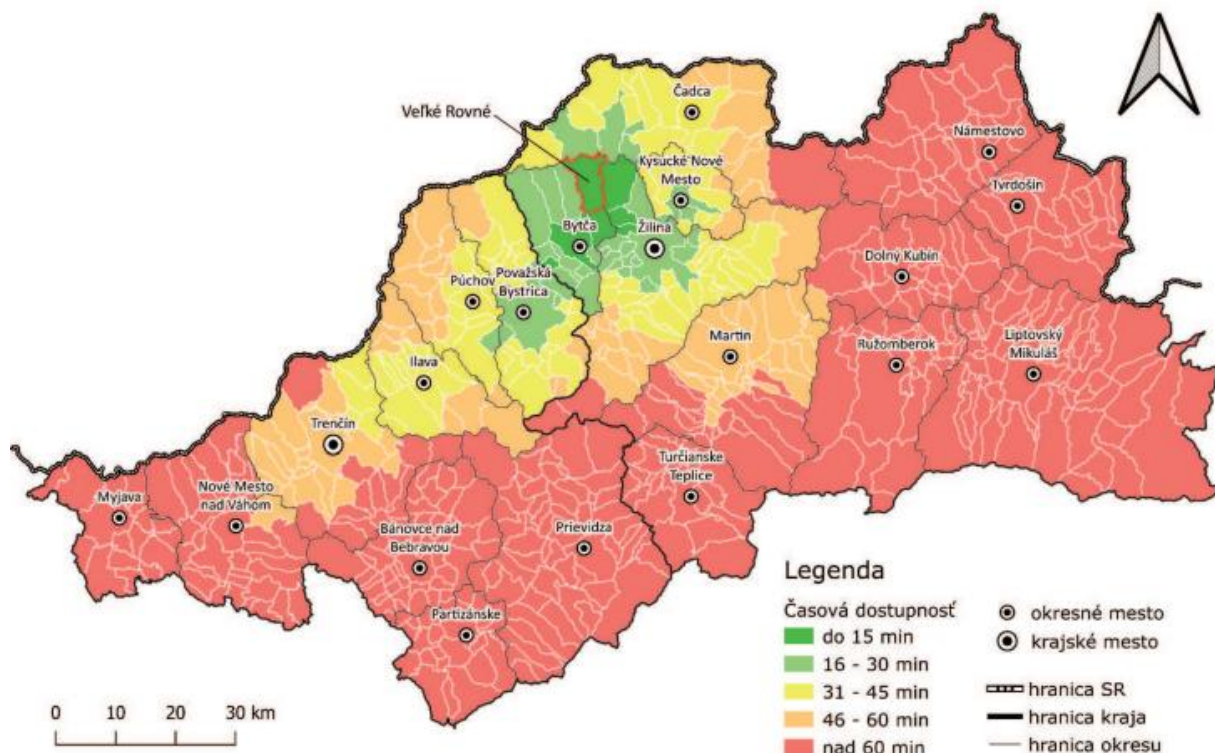 Čadca
Veľké Rovné
Námestovo
Kysucké Nové
Mesto
Tvrdošín
Bytča
Žilina
Dolný Kubín
Púchov
Považská
Bystrica
Martin
Ružomberok
Liptovský
Mikuláš
Ilava
Trenčín
Turčianske
Teplice
Nové Mesto
nad Váhom
Myjava
Bánovce nad
Bebravou
Prievidza
Partizánske
Legenda
Časová dostupnosť
do 15 min
16 - 30 min
31 - 45 min
46 - 60 min
nad 60 min
okresné mesto
krajské mesto
hranica SR
hranica kraja
hranica okresu
0 10 20 30 km